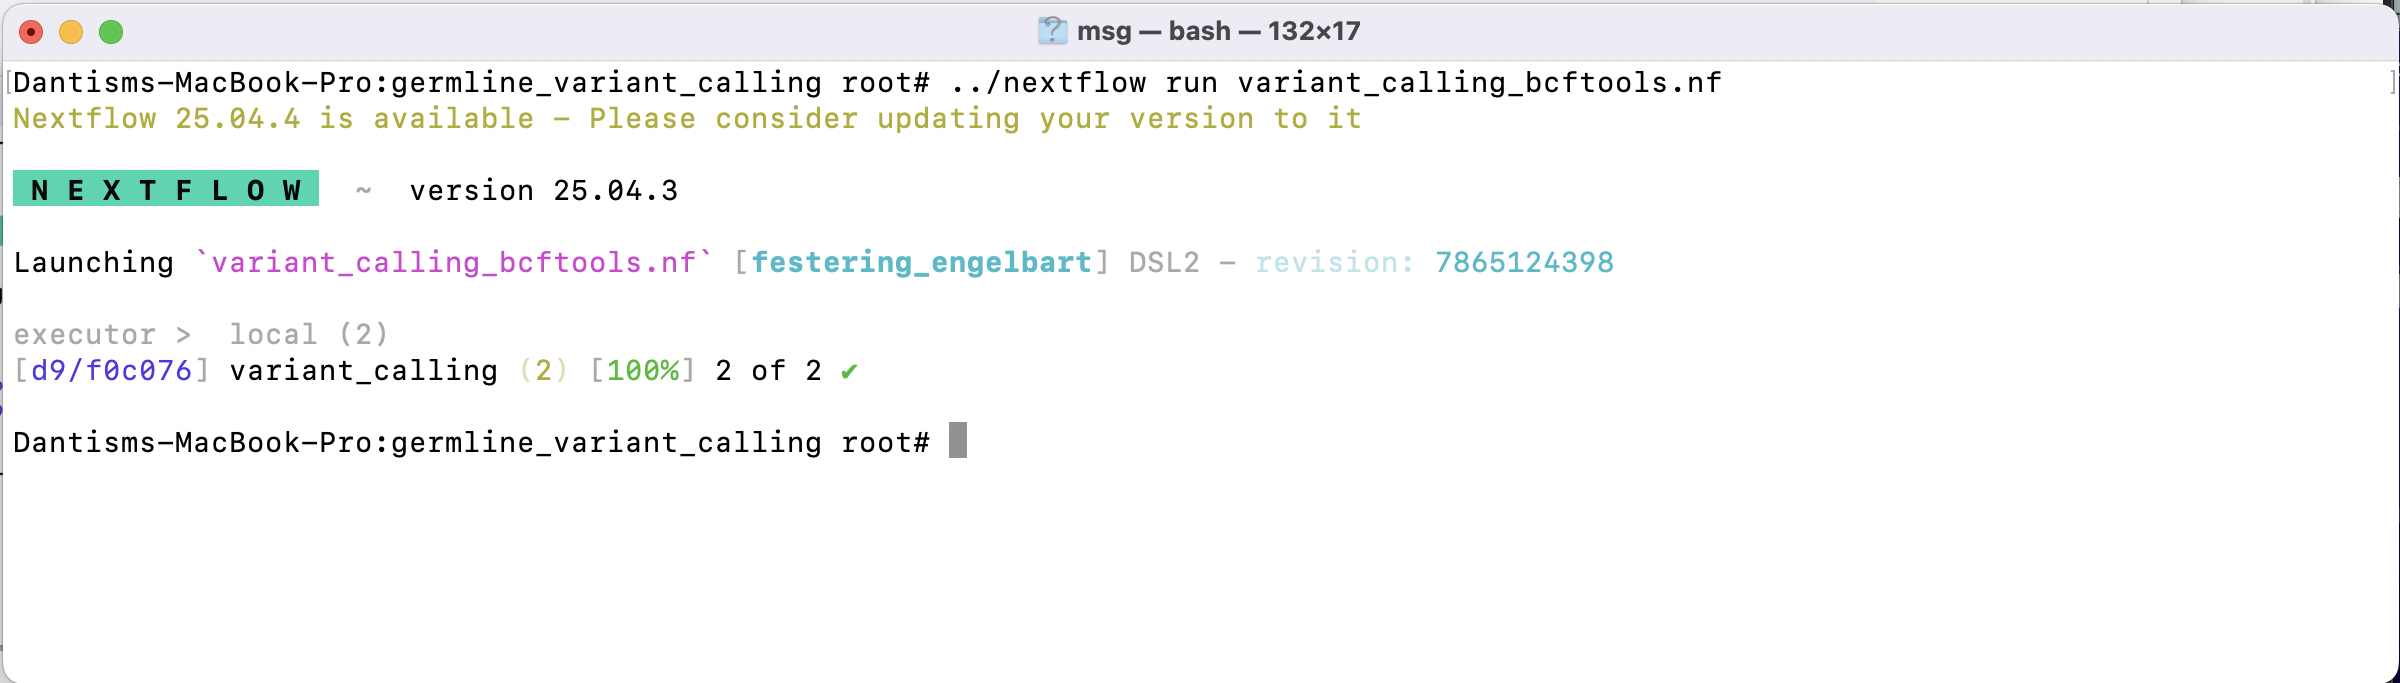 msg — bash — 132×17
[Dantisms-MacBook-Pro:germline_variant_calling root# ../nextflow run variant_calling_bcftools.nf ]
Nextflow 25.04.4 is available - Please consider updating your version to it
N E X T F L O W ~ version 25.04.3
Launching `variant_calling_bcftools.nf` [festering_engelbart] DSL2 - revision: 7865124398
executor > local (2)
[d9/f0c076] variant_calling (2) [100%] 2 of 2 ✔
Dantisms-MacBook-Pro:germline_variant_calling root#